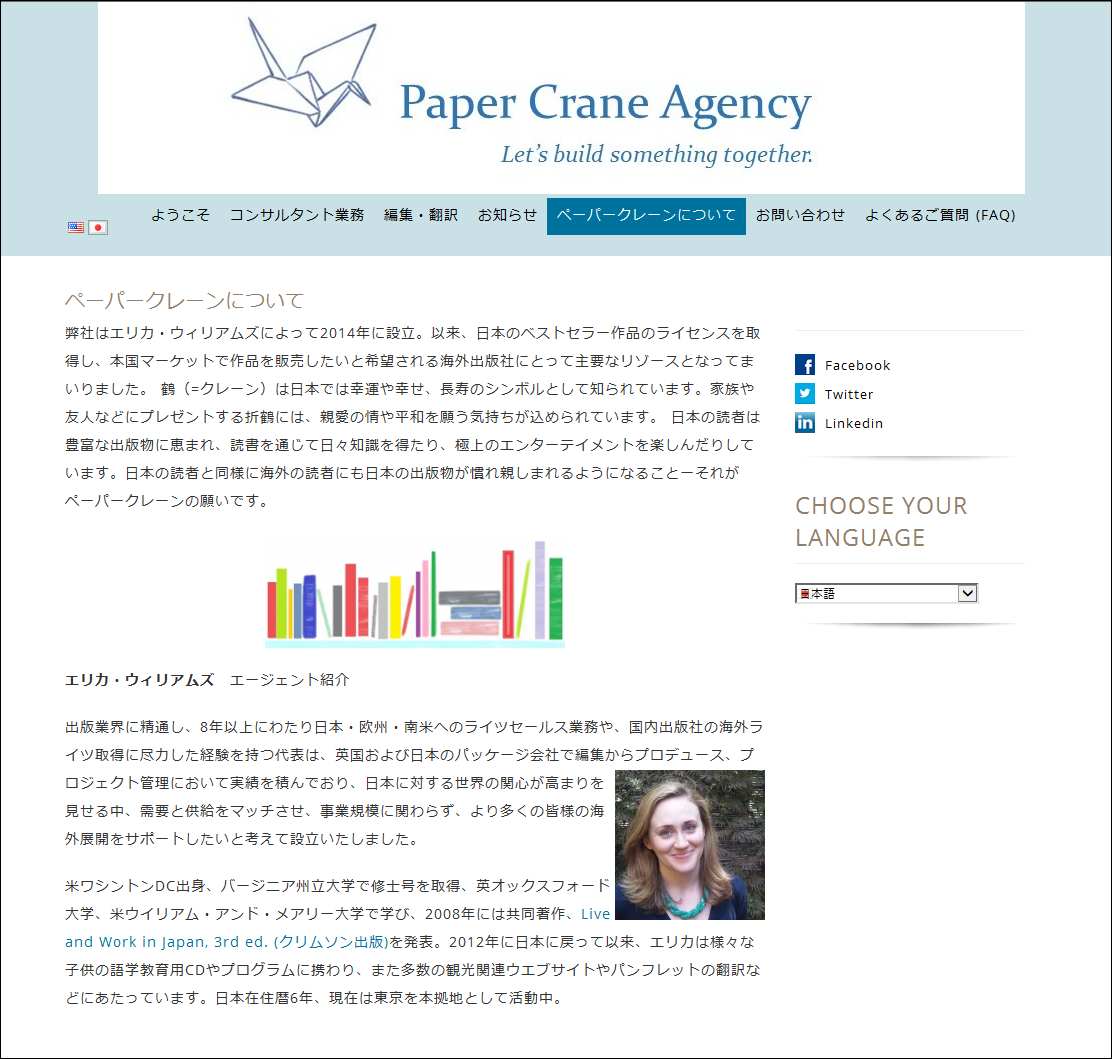 Paper Crane Agency
Let's build something together.
ようこそ コンサルタント業務 編集・翻訳 お知らせ ペーパークレーンについて お問い合わせ よくあるご質問 (FAQ)
ペーパークレーンについて
弊社はエリカ・ウィリアムズによって2014年に設立。以来、日本のベストセラー作品のライセンスを取
得し、本国マーケットで作品を販売したいと希望される海外出版社にとって主要なリゾースとなってま
いりました。 鶴（=クレーン）は日本では幸運や幸せ、長寿のシンボルとして知られています。家族や
友人などにプレゼントする折鶴には、親愛の情や平和を願う気持ちが込められています。 日本の読者は
豊富な出版物に恵まれ、読書を通じて日々知識を得たり、極上のエンターテイメントを楽しんだりして
います。日本の読者と同様に海外の読者にも日本の出版物が慣れ親しまれるようになることーそれが
ペーパークレーンの願いです。
エリカ・ウィリアムズ　エージェント紹介
出版業界に精通し、8年以上にわたり日本・欧州・南米へのライツセールス業務や、国内出版社の海外ラ
イツ取得に尽力した経験を持つ代表は、英国および日本のパッケージ会社で編集からプロデュース、プ
ロジェクト管理において実績を積んでおり、日本に対する世界の関心が高まりを
見せる中、需要と供給をマッチさせ、事業規模に関わらず、より多くの皆様の海
外展開をサポートしたいと考えて設立いたしました。
米ワシントンDC出身、バージニア州立大学で修士号を取得、英オックスフォード
大学、米ウイリアム・アンド・メアリー大学で学び、2008年には共同著作、Live
and Work in Japan, 3rd ed. (クリムソン出版)を発表。2012年に日本に戻って以来、エリカは様々な
子供の語学教育用CDやプログラムに携わり、また多数の観光関連ウエブサイトやパンフレットの翻訳な
どにあたっています。日本在住暦6年、現在は東京を本拠地として活動中。
Facebook
Twitter
Linkedin
CHOOSE YOUR
LANGUAGE
日本語